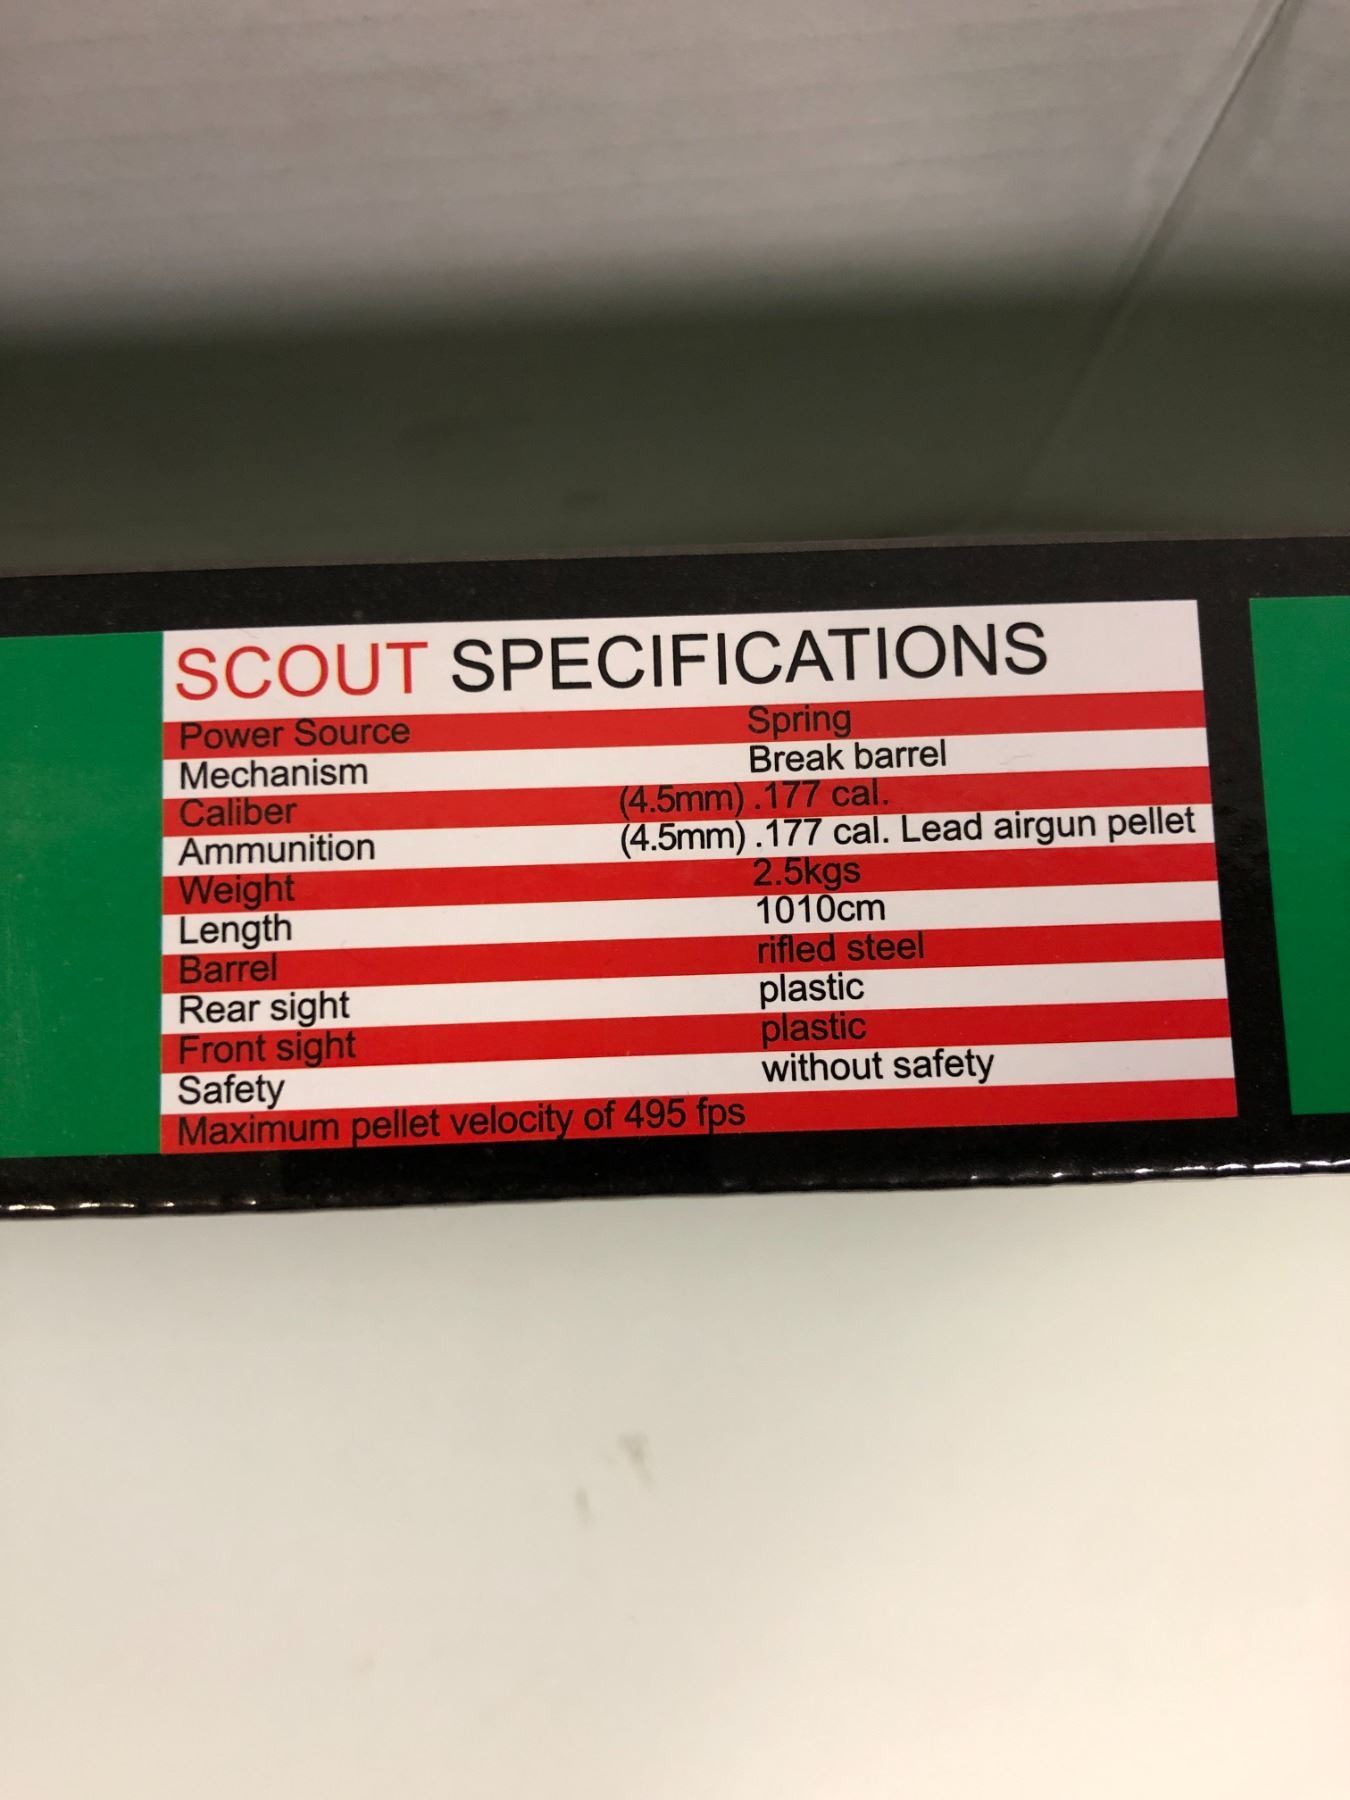 SCOUT SPECIFICATIONS
Power Source Spring
Mechanism Break barrel
Caliber (4.5mm) .177 cal.
Ammunition (4.5mm) .177 cal. Lead airgun pellet
Weight 2.5kgs
Length 1010cm
Barrel rifled steel
Rear sight plastic
Front sight plastic
Safety without safety
Maximum pellet velocity of 495 fps